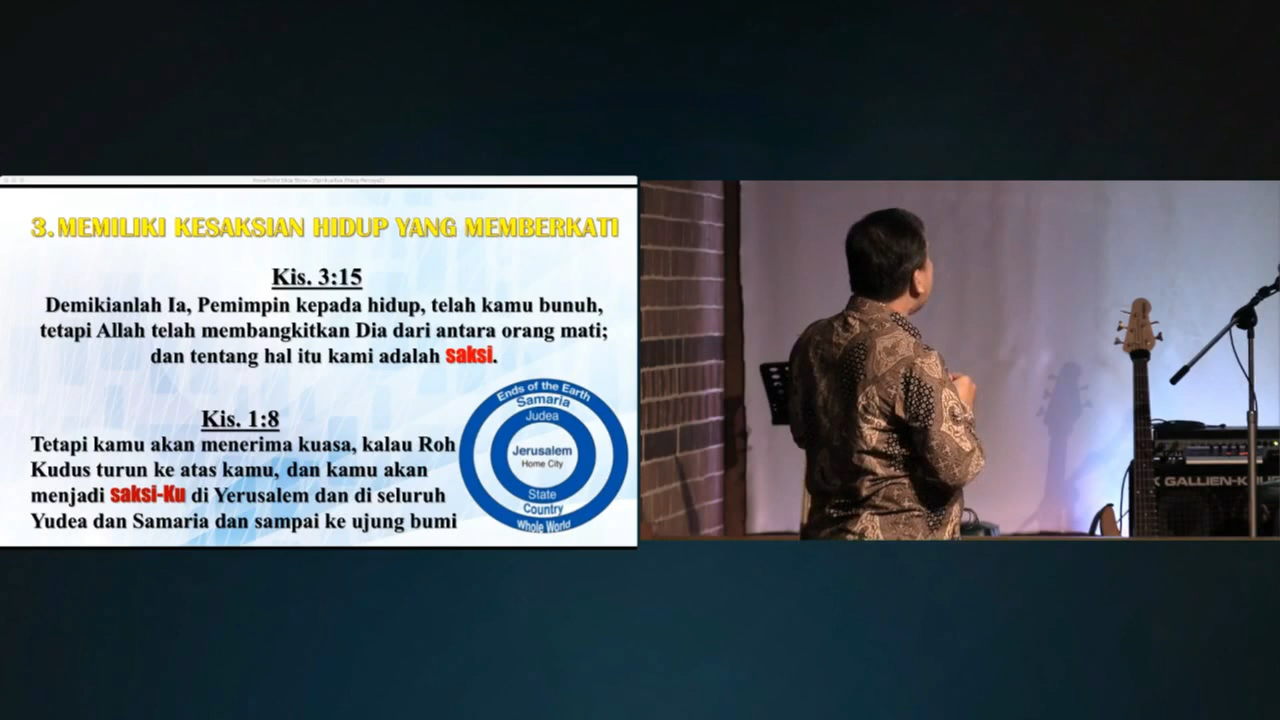 3. MEMILIKI KESAKSIAN HIDUP YANG MEMBERKATI
Kis. 3:15
Demikianlah Ia, Pemimpin kepada hidup, telah kamu bunuh,
tetapi Allah telah membangkitkan Dia dari antara orang mati;
dan tentang hal itu kami adalah saksi.
Kis. 1:8
Tetapi kamu akan menerima kuasa, kalau Roh
Kudus turun ke atas kamu, dan kamu akan
menjadi saksi-Ku di Yerusalem dan di seluruh
Yudea dan Samaria dan sampai ke ujung bumi
Ends of the Earth
Samaria
Judea
Jerusalem
Home City
State
Country
Whole World
GALLIEN-K